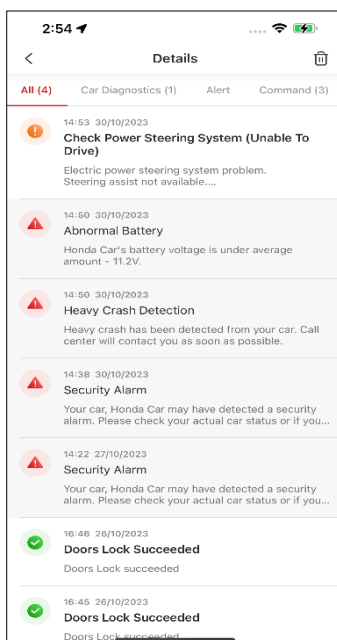 2:54
Details
All (4) Car Diagnostics (1) Alert Command (3)
14:53 30/10/2023
Check Power Steering System (Unable To
Drive)
Electric power steering system problem.
Steering assist not available....
14:50 30/10/2023
Abnormal Battery
Honda Car's battery voltage is under average
amount - 11.2V.
14:50 30/10/2023
Heavy Crash Detection
Heavy crash has been detected from your car. Call
center will contact you as soon as possible.
14:38 30/10/2023
Security Alarm
Your car, Honda Car may have detected a security
alarm. Please check your actual car status or if you...
14:22 27/10/2023
Security Alarm
Your car, Honda Car may have detected a security
alarm. Please check your actual car status or if you...
16:46 26/10/2023
Doors Lock Succeeded
Doors Lock succeeded
16:45 26/10/2023
Doors Lock Succeeded
Doors Lock succeeded